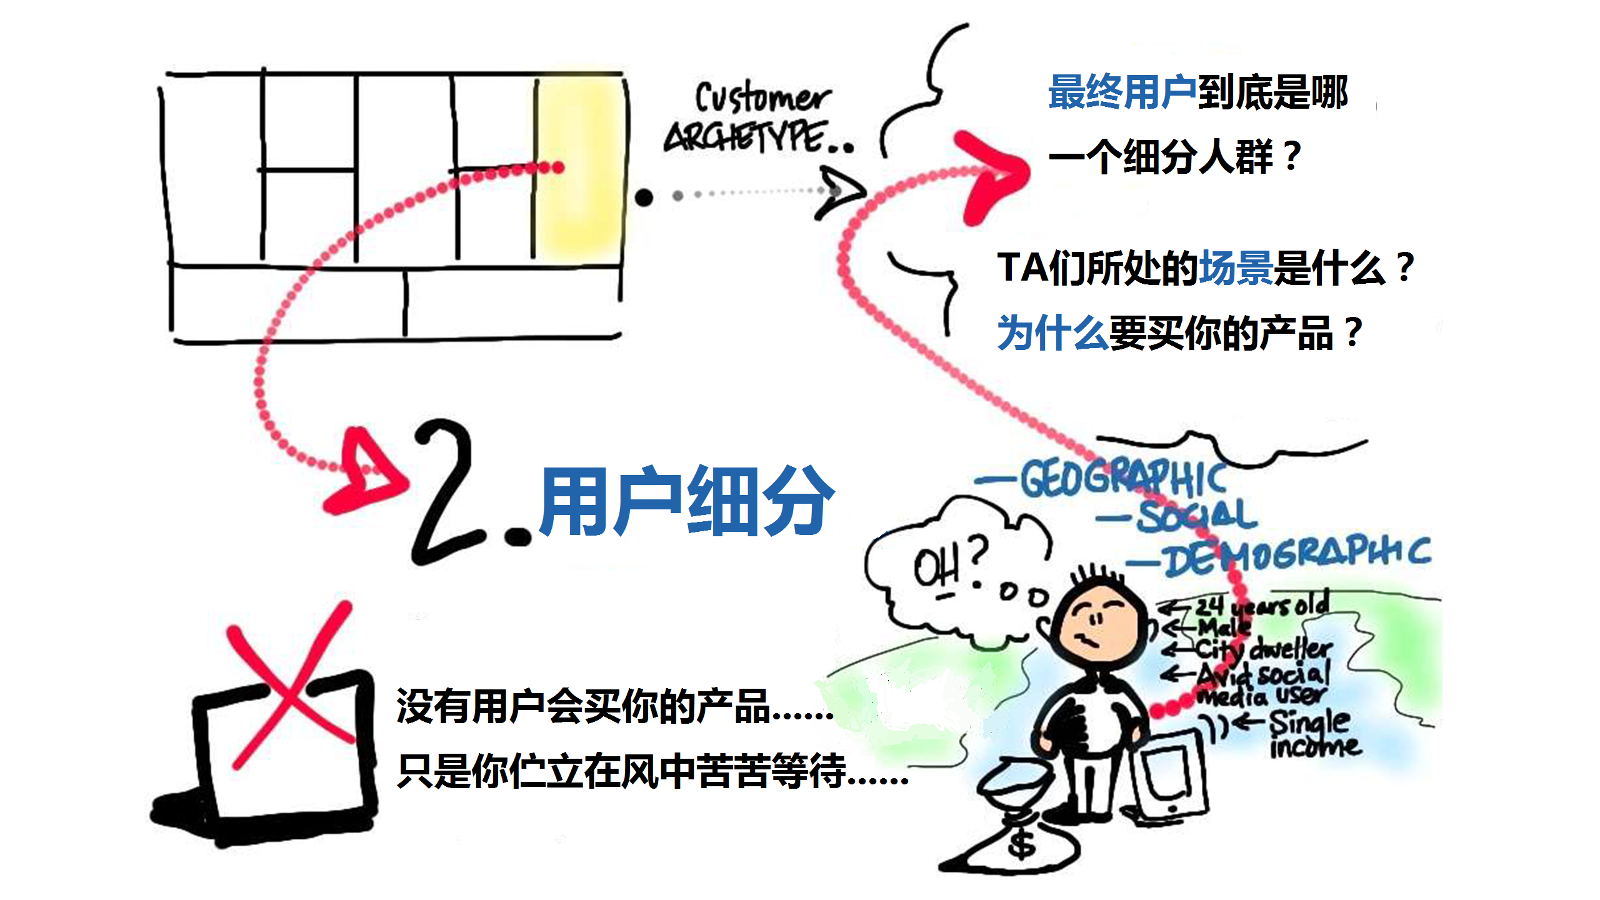 Customer
ARCHETYPE..
最终用户到底是哪
一个细分人群？
TA们所处的场景是什么？
为什么要买你的产品？
2.用户细分
—GEOGRAPHIC
—SOCIAL
—DEMOGRAPHIC
OH?
24 years old
Male
City dweller
Avid social
media user
Single
income
没有用户会买你的产品……
只是你伫立在风中苦苦等待……
$